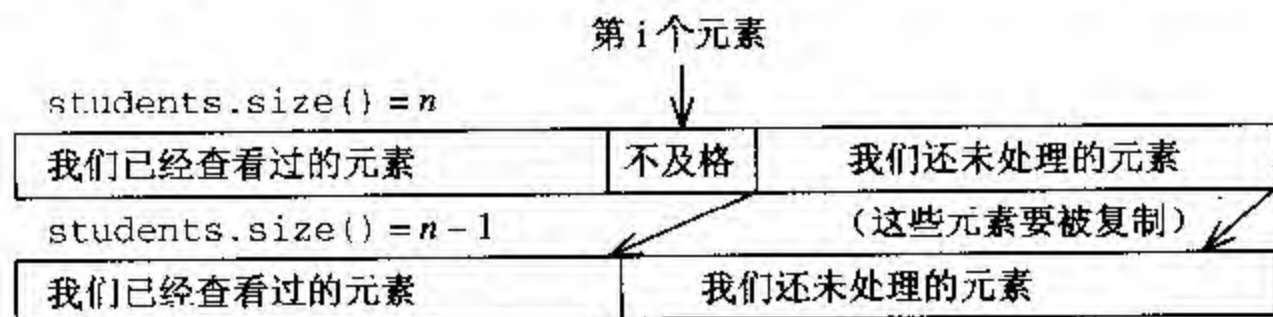 第 i 个元素
students.size() = n
我们已经查看过的元素 不及格 我们还未处理的元素
students.size() = n - 1 （这些元素要被复制）
我们已经查看过的元素 我们还未处理的元素